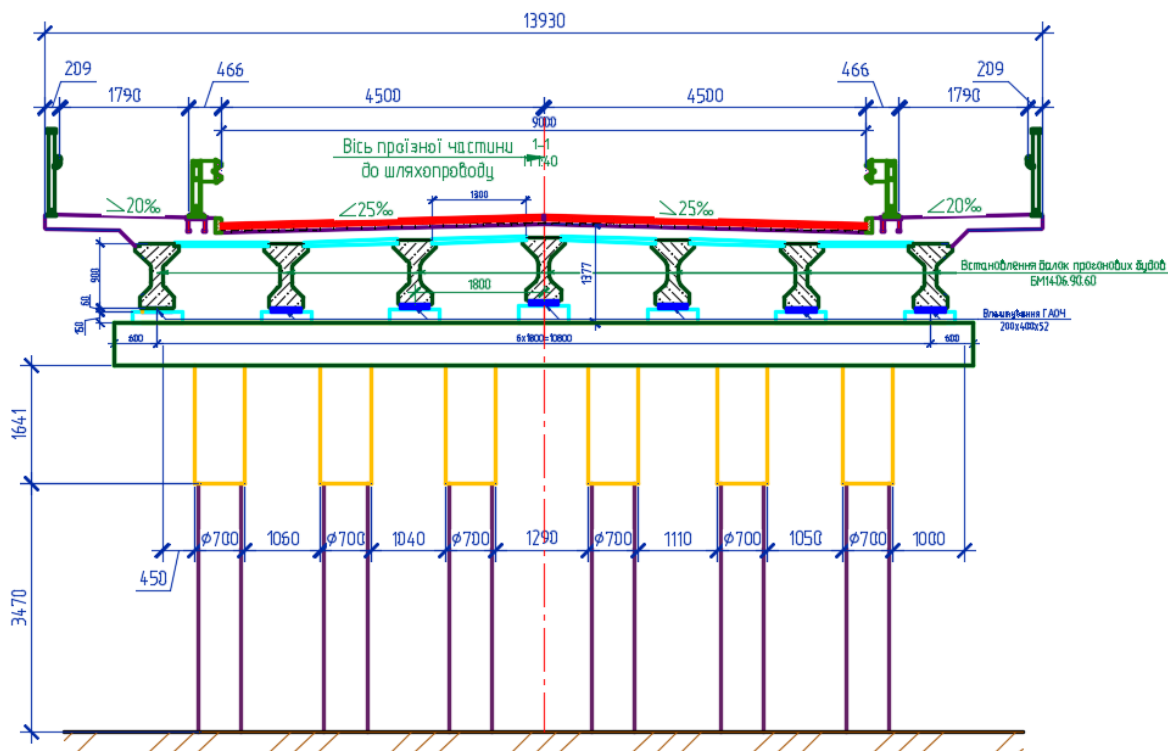 13930
209
466
466
209
1790
4500
4500
1790
9000
Вісь проїзної частини
до шляхопроводу
1-1
М 1:40
1300
20‰
25‰
25‰
20‰
900
60
150
1800
1377
Встановлення балок прогонових будов
БМ1406.90.60
ГАОЧ
200х400х52
600
6х1800=10800
600
1641
ϕ700
1060
ϕ700
1040
ϕ700
1290
ϕ700
1110
ϕ700
1050
ϕ700
1000
450
3470